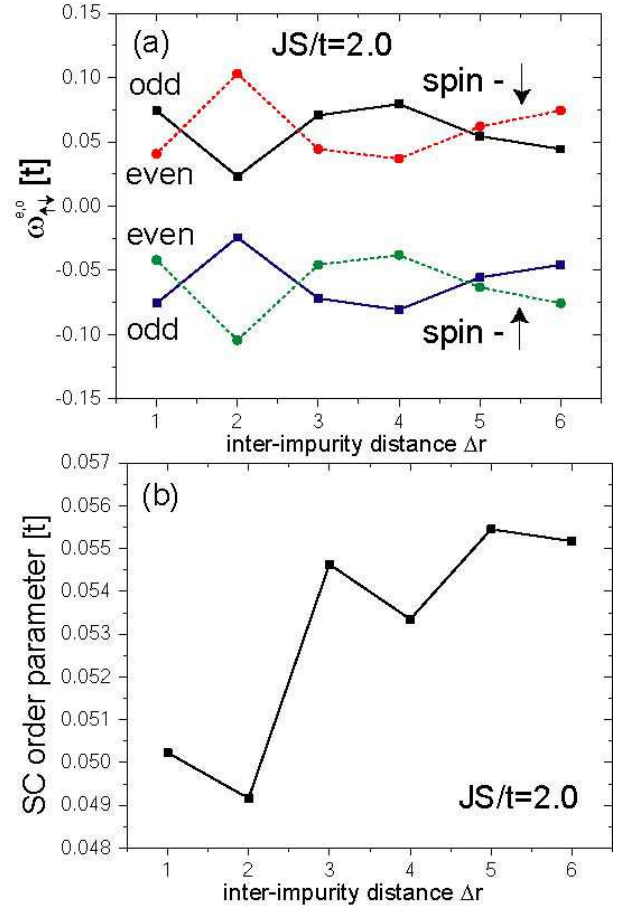 (a) JS/t=2.0
0.15
odd
spin - ↓
0.10
0.05
even
0.00
ω↑↓e,o [t]
even
-0.05
odd
spin - ↑
-0.10
-0.15
1 2 3 4 5 6
inter-impurity distance Δr
0.057
(b)
0.056
0.055
0.054
0.053
0.052
0.051
0.050
0.049
0.048
SC order parameter [t]
JS/t=2.0
1 2 3 4 5 6
inter-impurity distance Δr